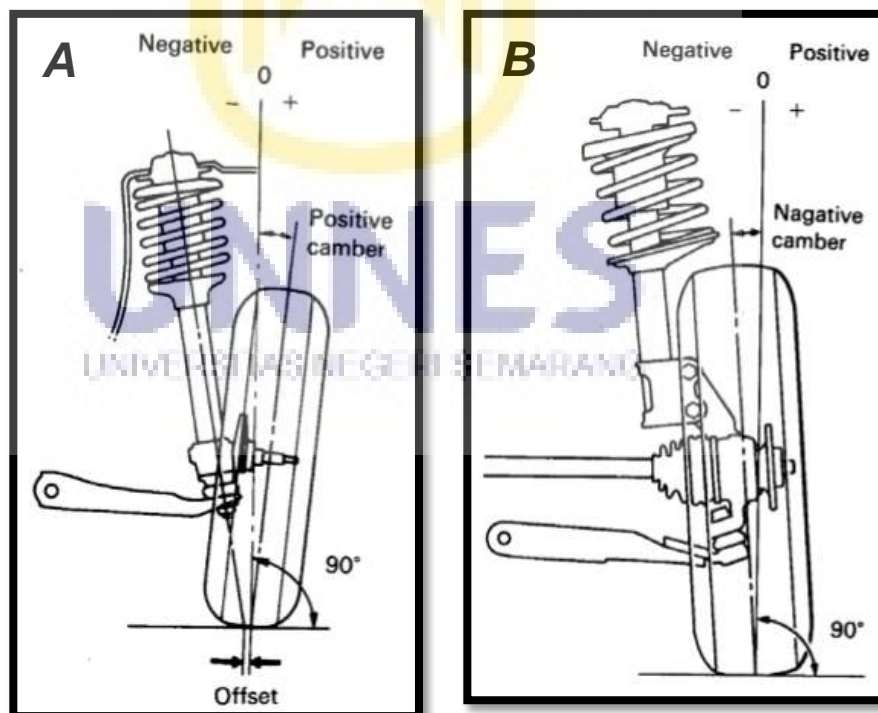 A
Negative Positive
0
- +
Positive
camber
90°
Offset
B
Negative Positive
0
- +
Nagative
camber
90°
UNNES
UNIVERSITAS NEGERI SEMARANG